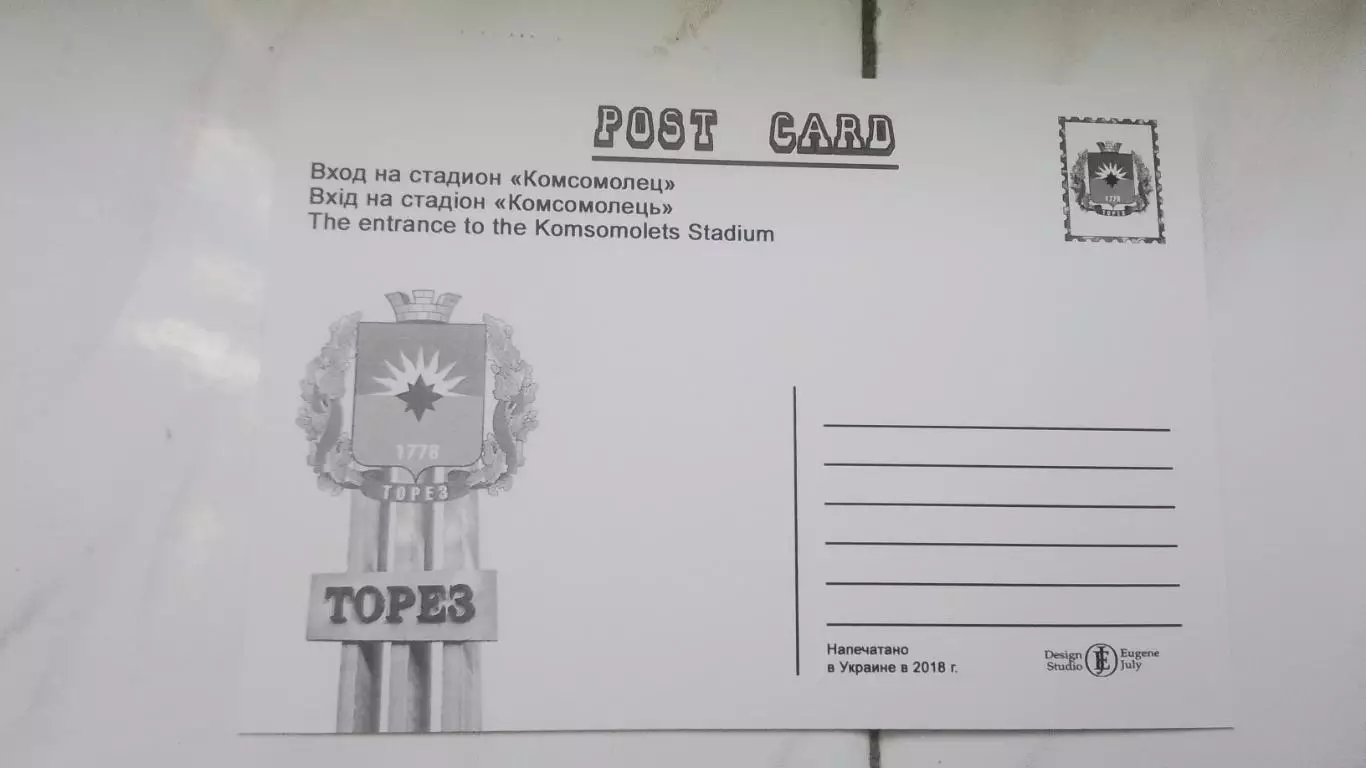 POST CARD
Вход на стадион «Комсомолец»
Вхід на стадіон «Комсомолець»
The entrance to the Komsomolets Stadium
1778
ТОРЕЗ
1778
ТОРЕЗ
ТОРЕЗ
Напечатано
в Украине в 2018 г.
Design Studio
Eugene July